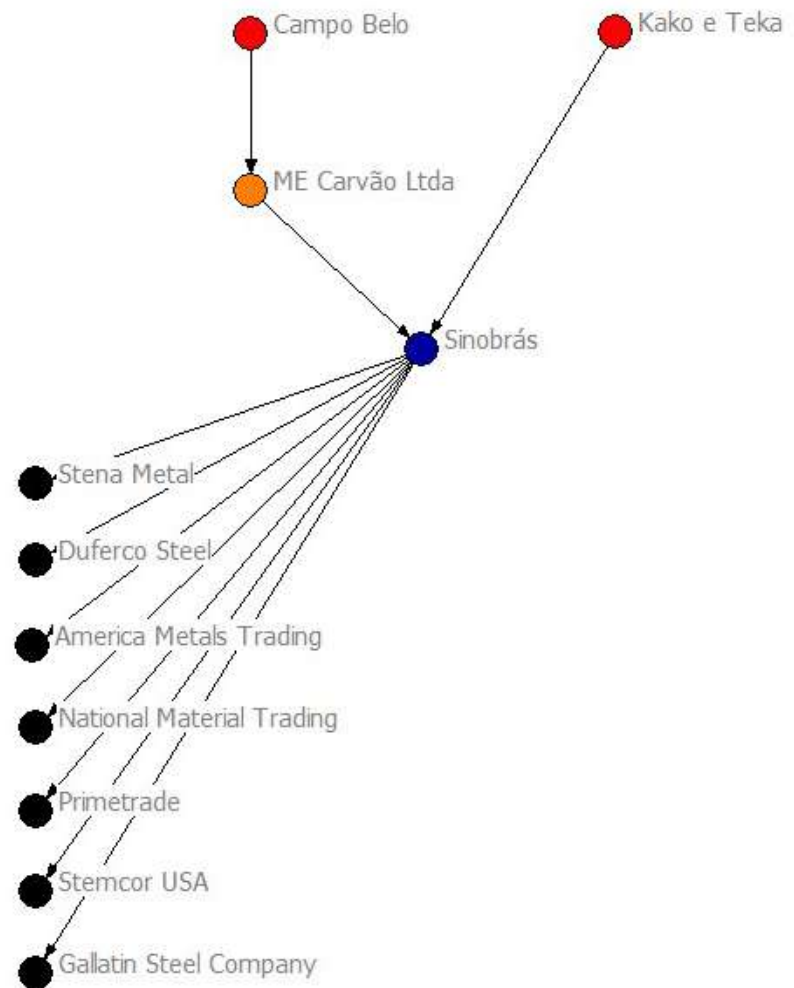 Campo Belo
Kako e Teka
ME Carvão Ltda
Sinobrás
Stena Metal
Duferco Steel
America Metals Trading
National Material Trading
Primetrade
Stemcor USA
Gallatin Steel Company